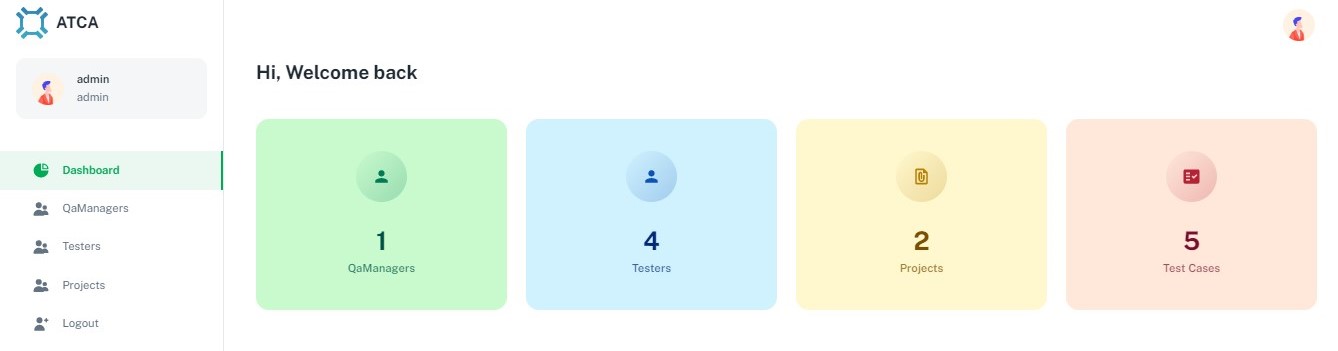 ATCA
admin
admin
Dashboard
QaManagers
Testers
Projects
Logout
Hi, Welcome back
1
QaManagers
4
Testers
2
Projects
5
Test Cases